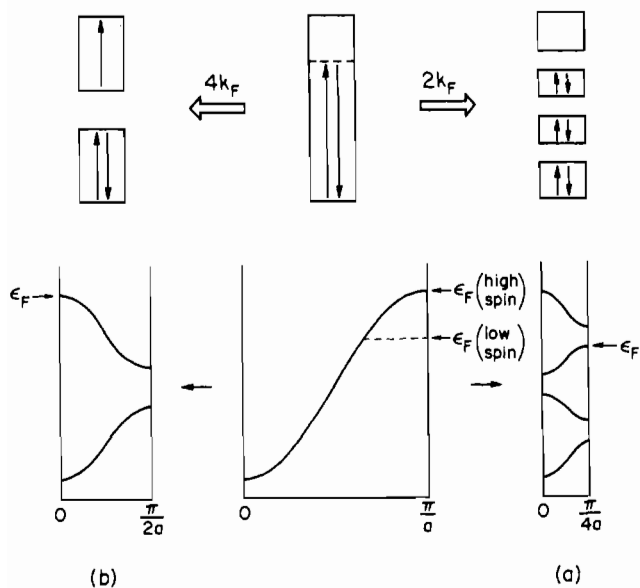 4k_F
2k_F
ϵ_F
ϵ_F (high spin)
ϵ_F (low spin)
ϵ_F
0
π/2a
0
π/a
0
π/4a
(b)
(a)